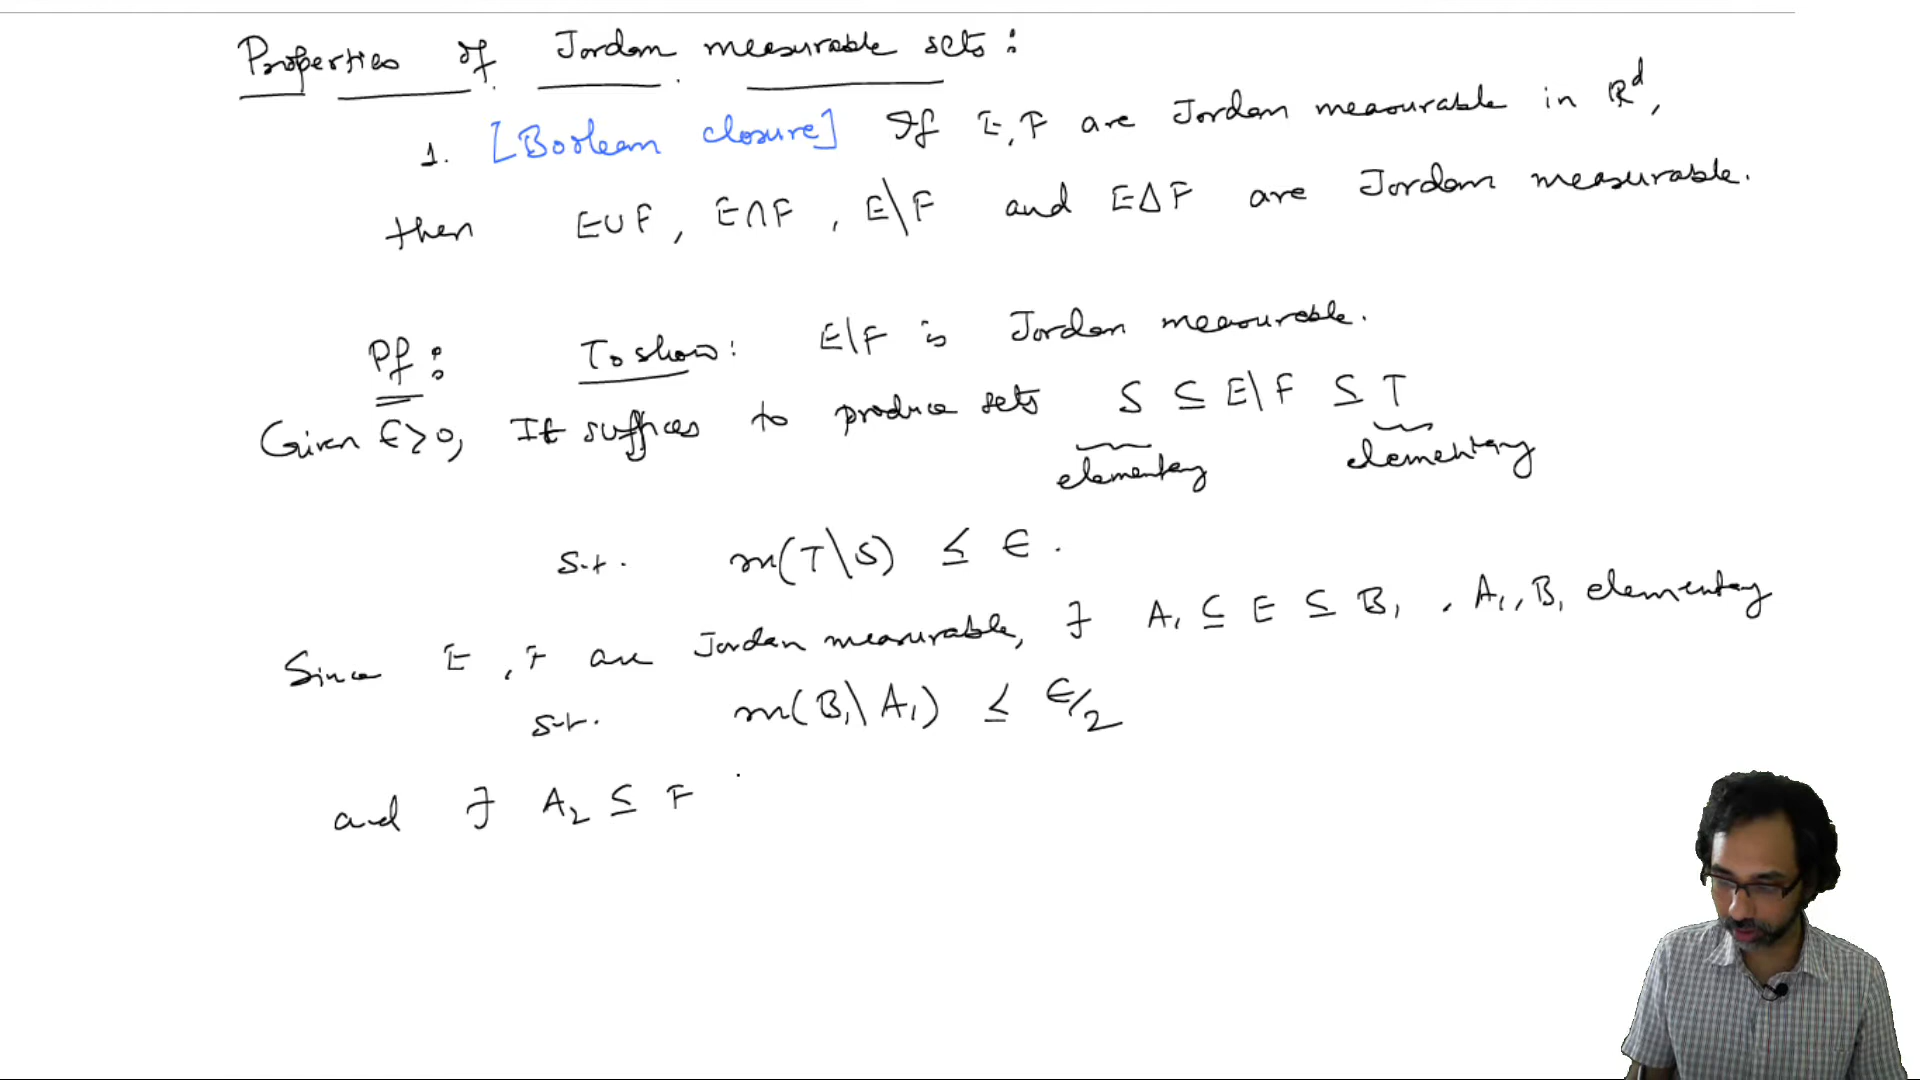 Properties of Jordan measurable sets:
1. [Boolean closure] If E, F are Jordan measurable in ℝᵈ,
then E∪F, E∩F, E\F and E△F are Jordan measurable.
Pf: To show: E\F is Jordan measurable.
Given ε>0, It suffices to produce sets S ⊆ E\F ⊆ T
elementary elementary
s.t. m(T\S) ≤ ε.
Since E, F are Jordan measurable, ∃ A₁ ⊆ E ⊆ B₁, A₁, B₁ elementary
s.t. m(B₁\A₁) ≤ ε/2
and ∃ A₂ ⊆ F